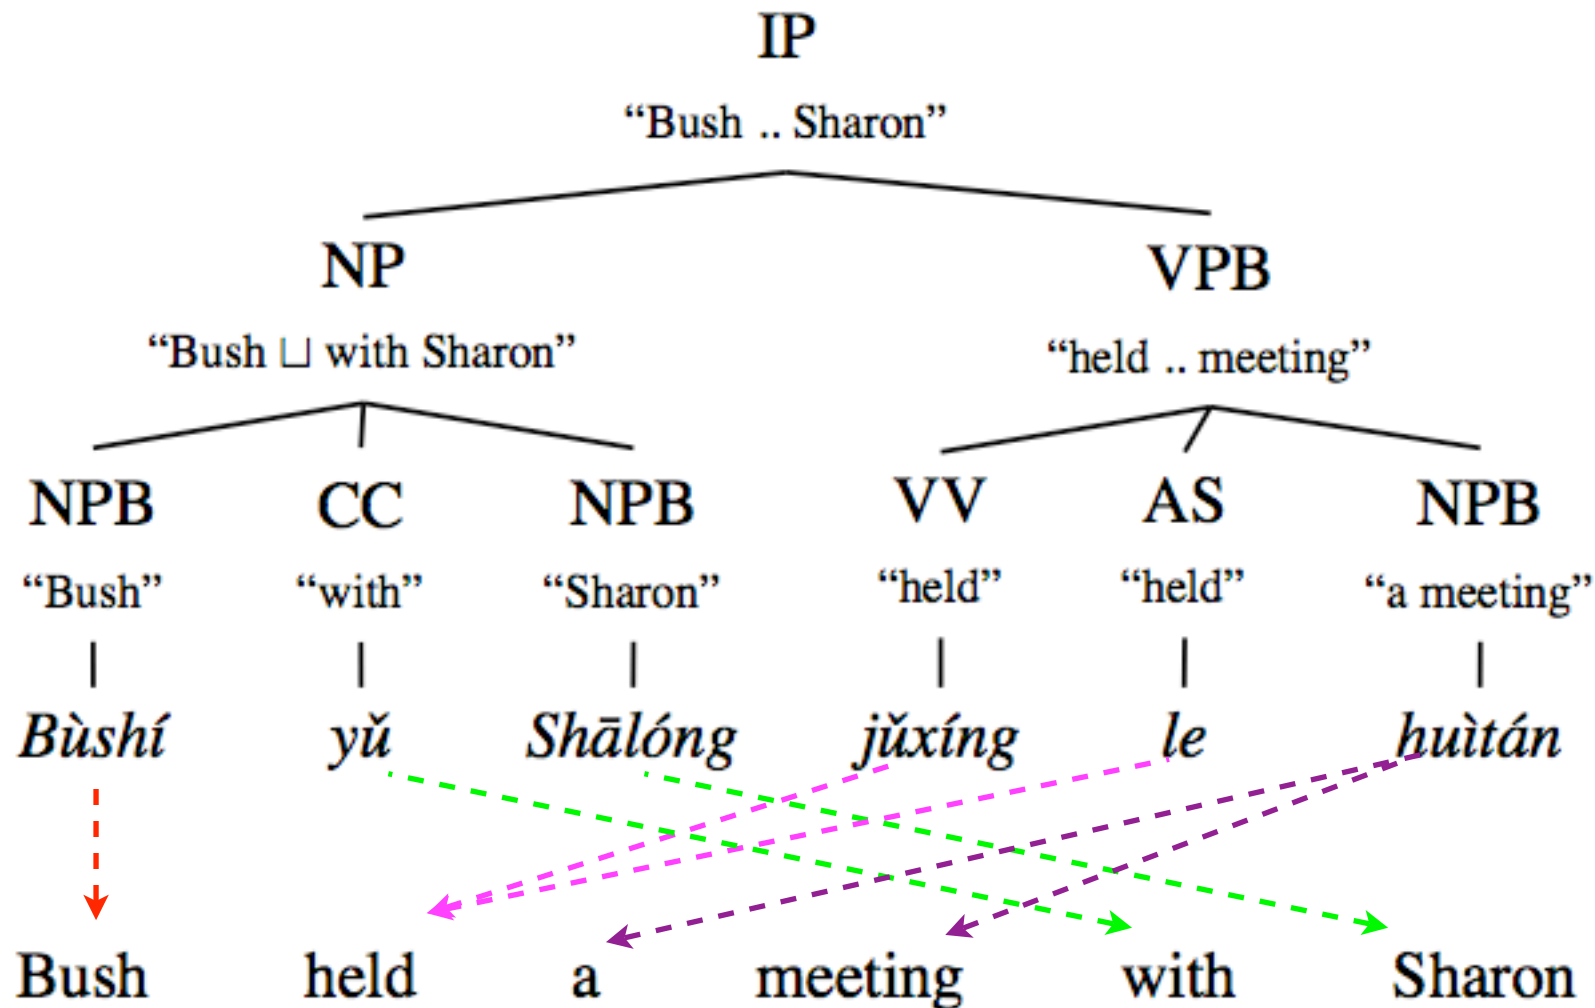 IP
“Bush .. Sharon”
NP VPB
“Bush ⊔ with Sharon” “held .. meeting”
NPB CC NPB VV AS NPB
“Bush” “with” “Sharon” “held” “held” “a meeting”
Bùshí yǔ Shālóng jǔxíng le huìtán
Bush held a meeting with Sharon